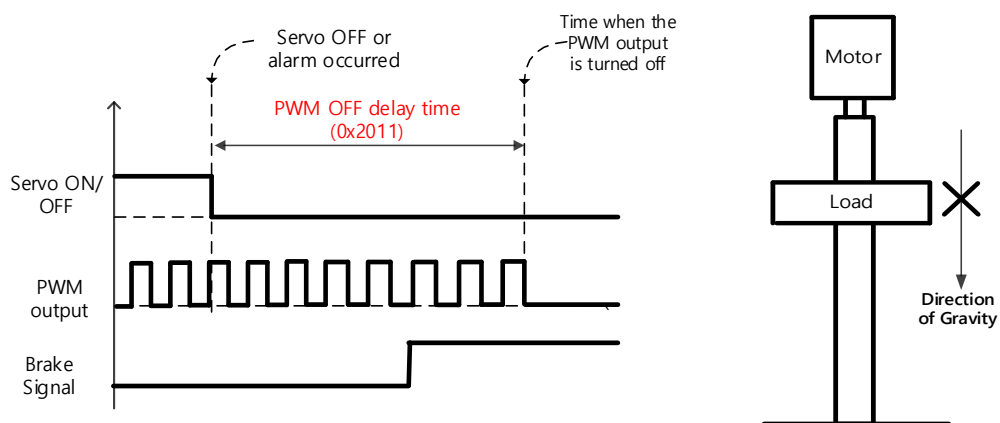 Servo OFF or
alarm occurred
Time when the
PWM output
is turned off
PWM OFF delay time
(0x2011)
Servo ON/
OFF
PWM
output
Brake
Signal
Motor
Load
Direction
of Gravity